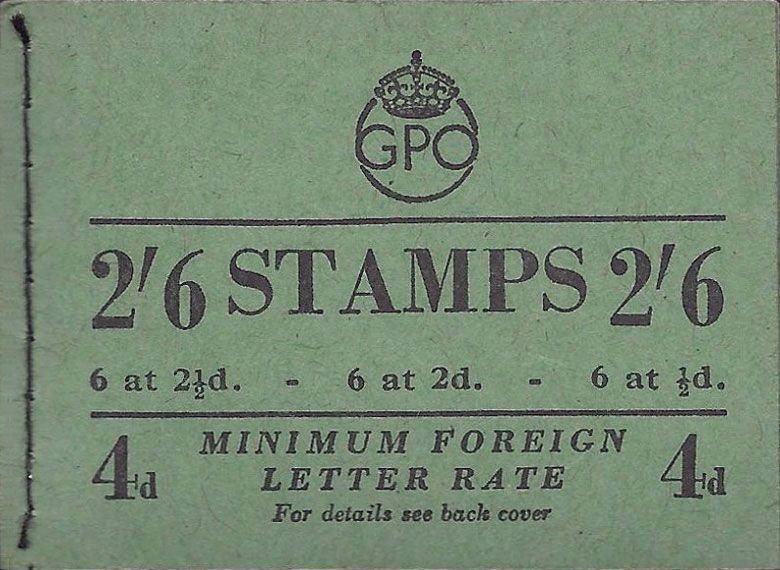 GPO
2'6 STAMPS 2'6
6 at 2½d. - 6 at 2d. - 6 at ½d.
4d MINIMUM FOREIGN 4d
LETTER RATE
For details see back cover